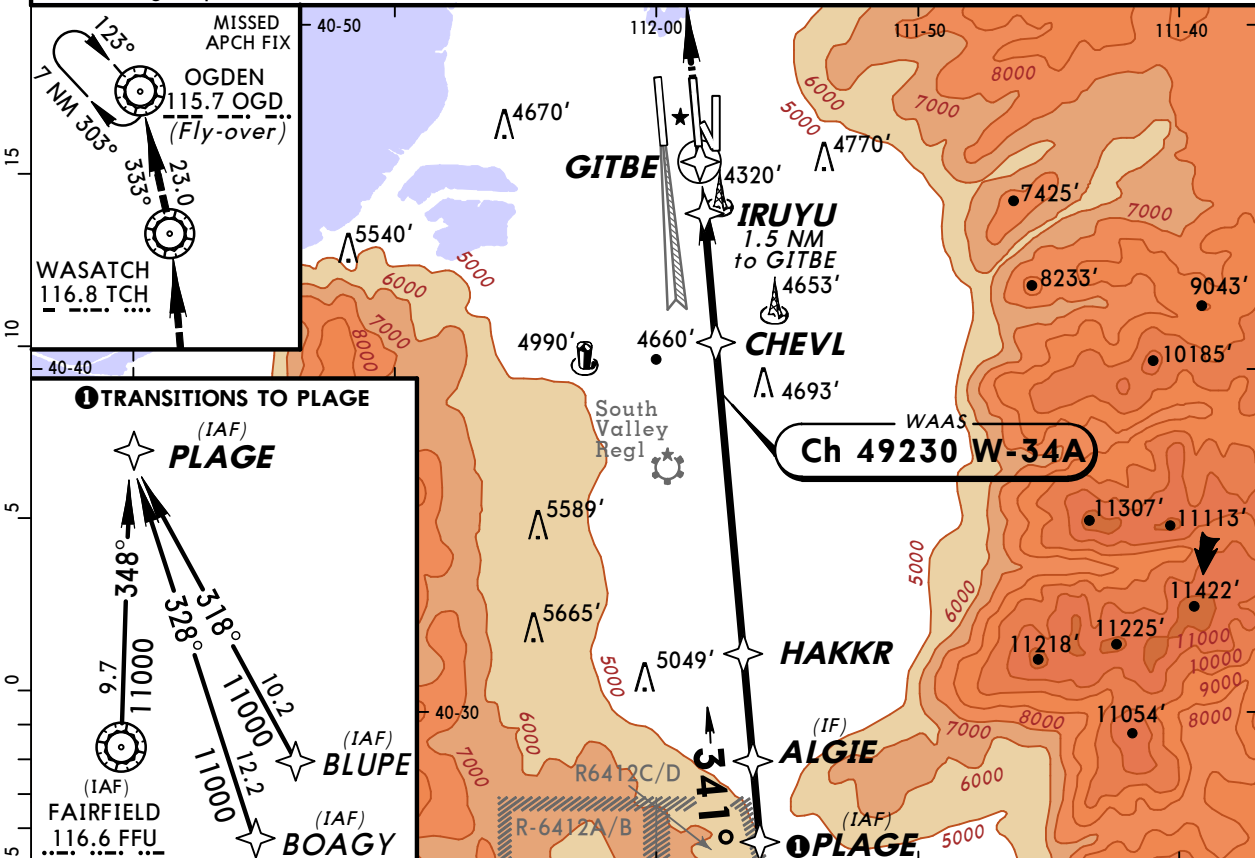 MISSED
APCH FIX
123°
7 NM 303°
OGDEN
115.7 OGD
(Fly-over)
333°
23.0
WASATCH
116.8 TCH
40-50
112-00
111-50
111-40
15
10
5
0
5
40-40
40-30
❶TRANSITIONS TO PLAGE
(IAF)
PLAGE
348°
9.7
11000
328°
11000
12.2
318°
11000
10.2
(IAF)
FAIRFIELD
116.6 FFU
(IAF)
BLUPE
(IAF)
BOAGY
4670'
GITBE
4320'
4770'
IRUYU
1.5 NM
to GITBE
5540'
4653'
4990'
4660'
CHEVL
4693'
South
Valley
Regl
WAAS
Ch 49230 W-34A
5589'
5665'
5049'
HAKKR
(IF)
ALGIE
341°
R6412C/D
R-6412A/B
(IAF)
❶PLAGE
7425'
8233'
9043'
10185'
11307'
11113'
11422'
11225'
11218'
11054'
5000
6000
7000
8000
6000
5000
7000
8000
7000
5000
6000
5000
6000
7000
11000
10000
9000
8000
8000
7000
6000
5000